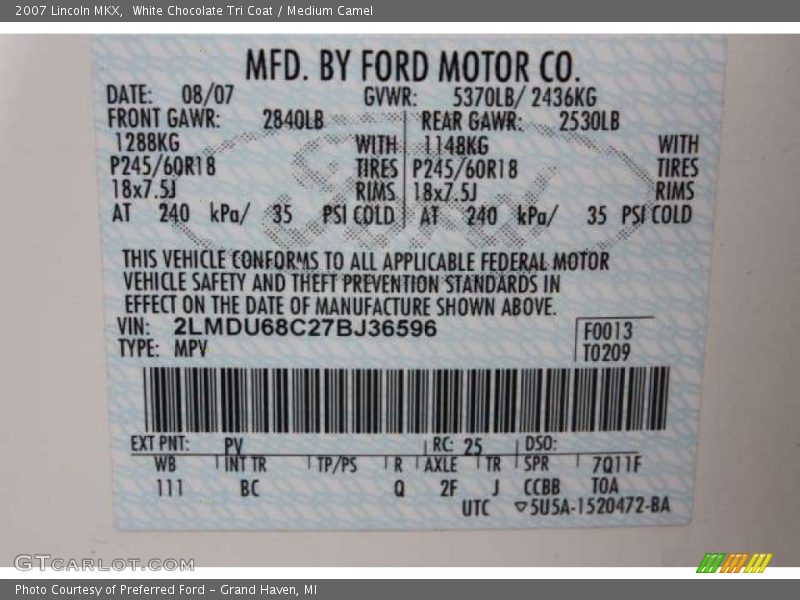 2007 Lincoln MKX, White Chocolate Tri Coat / Medium Camel
MFD. BY FORD MOTOR CO.
DATE: 08/07 GVWR: 5370LB/ 2436KG
FRONT GAWR: 2840LB REAR GAWR: 2530LB
1288KG WITH 1148KG WITH
P245/60R18 TIRES P245/60R18 TIRES
18x7.5J RIMS 18x7.5J RIMS
AT 240 kPa/ 35 PSI COLD AT 240 kPa/ 35 PSI COLD
THIS VEHICLE CONFORMS TO ALL APPLICABLE FEDERAL MOTOR
VEHICLE SAFETY AND THEFT PREVENTION STANDARDS IN
EFFECT ON THE DATE OF MANUFACTURE SHOWN ABOVE.
VIN: 2LMDU68C27BJ36596 F0013
TYPE: MPV T0209
EXT PNT: PV RC: 25 DSO:
WB INT TR TP/PS R AXLE TR SPR 7Q11F
111 BC Q 2F J CCBB TOA
UTC ▽5U5A-1520472-BA
GTCARLOT.COM
Photo Courtesy of Preferred Ford - Grand Haven, MI